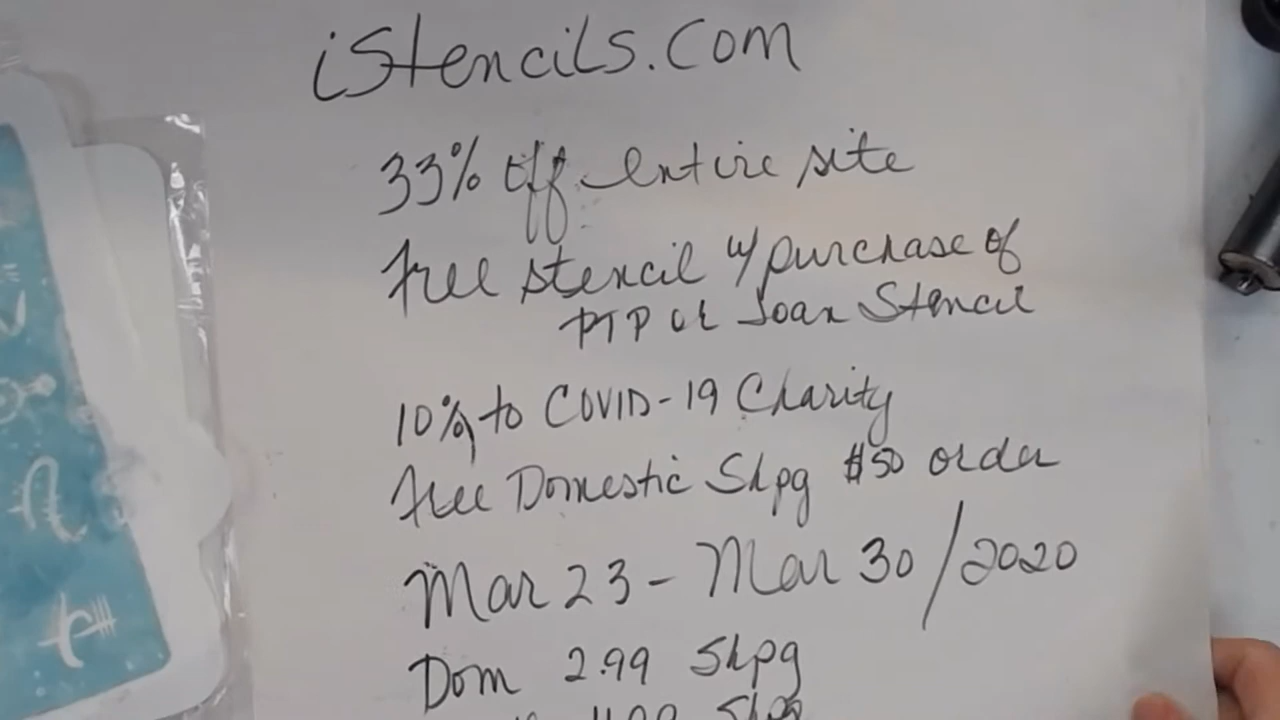 iStencils.com
33% off entire site
free stencil w/ purchase of
PTP or Joan Stencil
10% to COVID-19 Charity
free Domestic Shpg $50 order
Mar 23 - Mar 30/2020
Dom 2.99 Shpg
Shpg